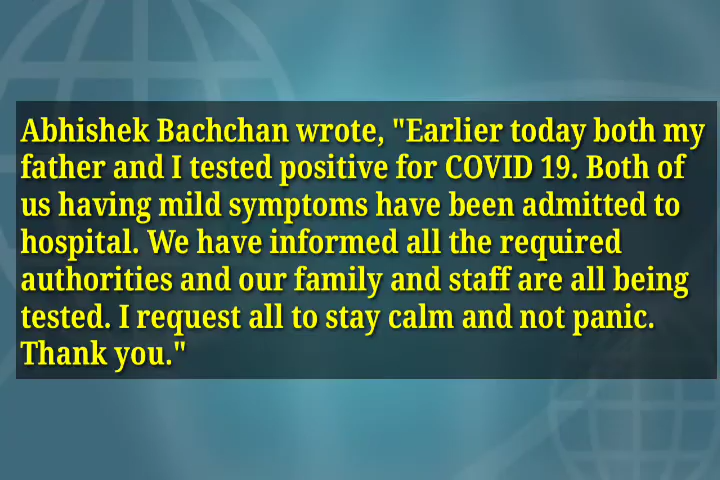 Abhishek Bachchan wrote, "Earlier today both my
father and I tested positive for COVID 19. Both of
us having mild symptoms have been admitted to
hospital. We have informed all the required
authorities and our family and staff are all being
tested. I request all to stay calm and not panic.
Thank you."